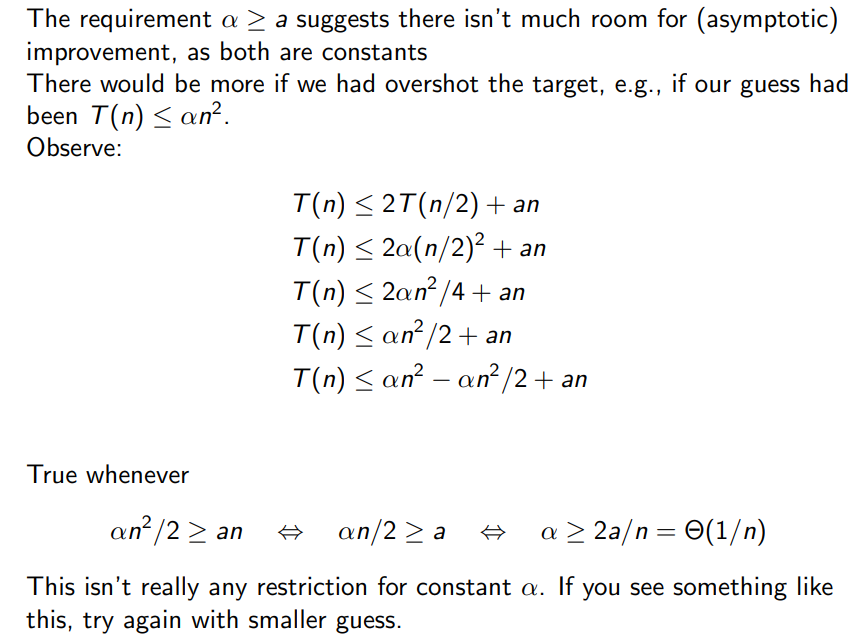 The requirement α ≥ a suggests there isn't much room for (asymptotic)
improvement, as both are constants
There would be more if we had overshot the target, e.g., if our guess had
been T(n) ≤ αn².
Observe:
T(n) ≤ 2T(n/2) + an
T(n) ≤ 2α(n/2)² + an
T(n) ≤ 2αn²/4 + an
T(n) ≤ αn²/2 + an
T(n) ≤ αn² − αn²/2 + an
True whenever
αn²/2 ≥ an ⇔ αn/2 ≥ a ⇔ α ≥ 2a/n = Θ(1/n)
This isn't really any restriction for constant α. If you see something like
this, try again with smaller guess.